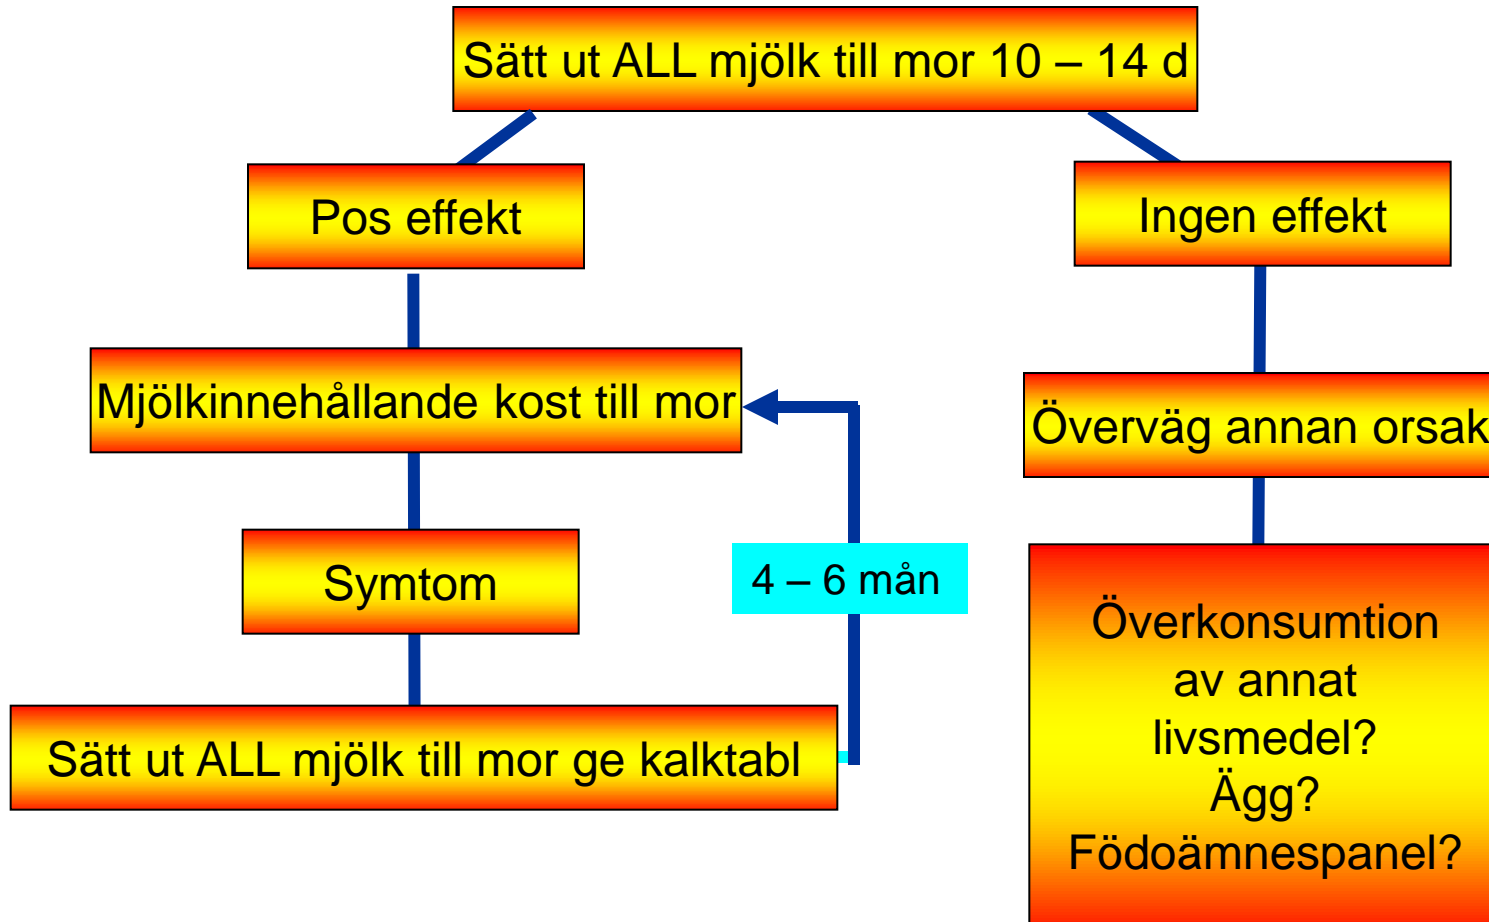 Sätt ut ALL mjölk till mor 10 – 14 d
Pos effekt
Ingen effekt
Mjölkinnehållande kost till mor
Överväg annan orsak
Symtom
4 – 6 mån
Sätt ut ALL mjölk till mor ge kalktabl
Överkonsumtion
av annat
livsmedel?
Ägg?
Födoämnespanel?